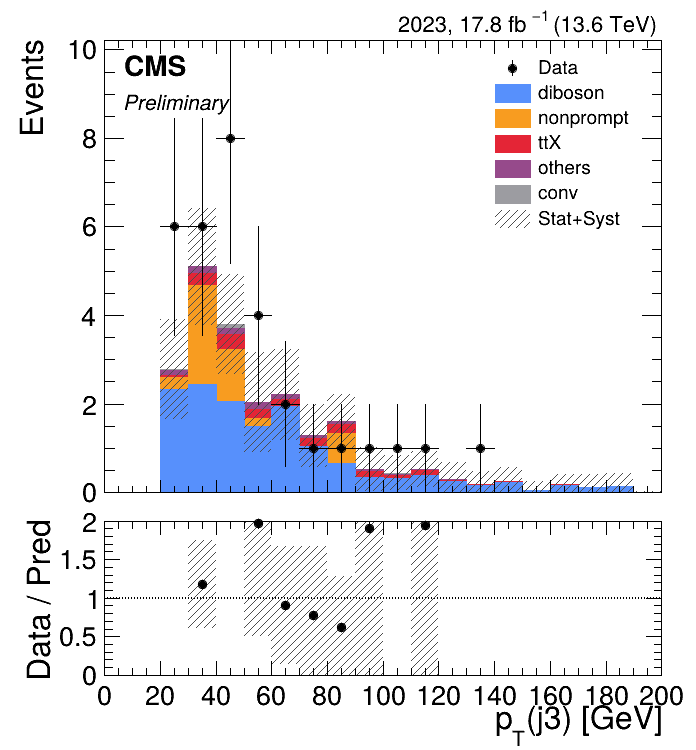 2023, 17.8 fb⁻¹ (13.6 TeV)
CMS
Preliminary
Events
10
8
6
4
2
0
Data
diboson
nonprompt
ttX
others
conv
Stat+Syst
Data / Pred
2
1.5
1
0.5
0
0 20 40 60 80 100 120 140 160 180 200
p_T(j3) [GeV]